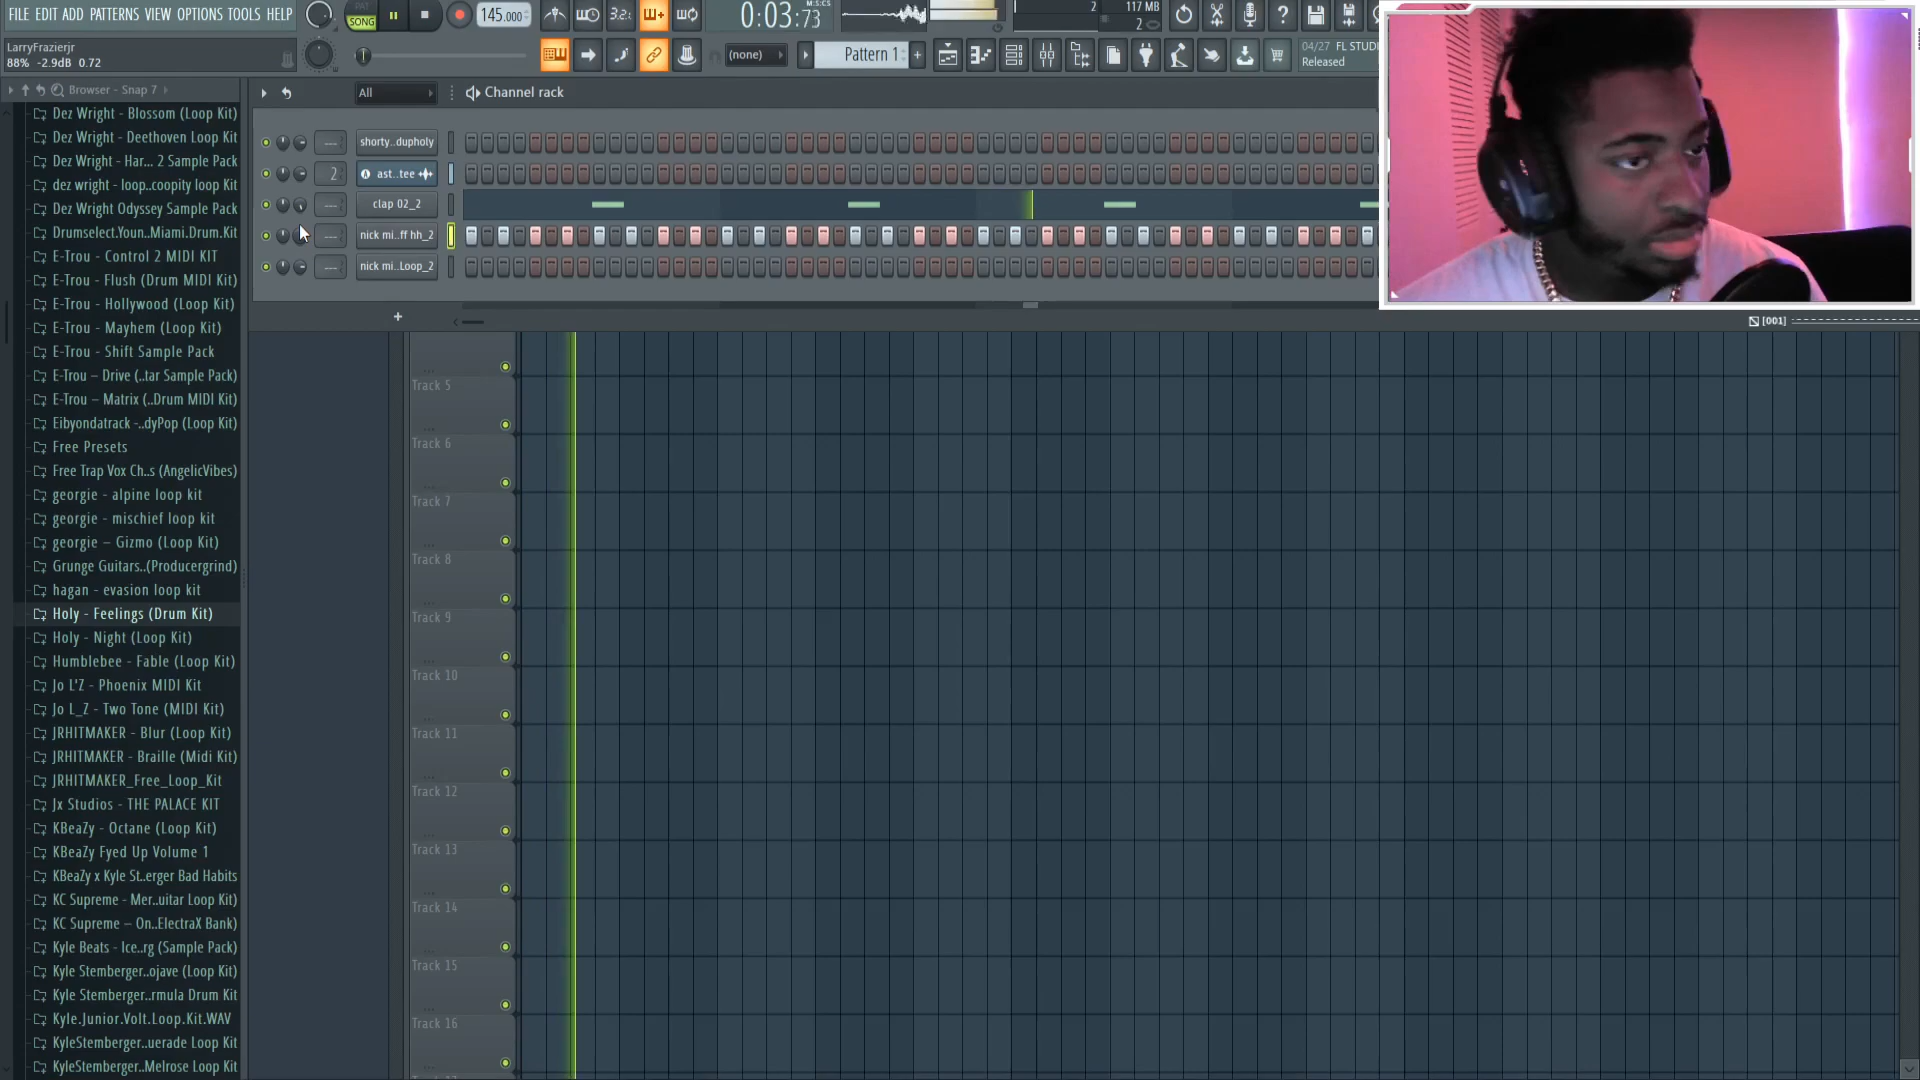 FILE EDIT ADD PATTERNS VIEW OPTIONS TOOLS HELP
PAT
SONG
145.000
3.2:
0:03:73
M:S:CS
2
117 MB
2
LarryFrazierjr
88% -2.9dB 0.72
(none)
Pattern 1
04/27 FL STUDI
Released
Browser - Snap 7
All
Channel rack
shorty..dupholy
2
ast..tee
clap 02_2
nick mi..ff hh_2
nick mi..Loop_2
[001]
Dez Wright - Blossom (Loop Kit)
Dez Wright - Deethoven Loop Kit
Dez Wright - Har... 2 Sample Pack
dez wright - loop..coopity loop Kit
Dez Wright Odyssey Sample Pack
Drumselect.Youn..Miami.Drum.Kit
E-Trou - Control 2 MIDI KIT
E-Trou - Flush (Drum MIDI Kit)
E-Trou - Hollywood (Loop Kit)
E-Trou - Mayhem (Loop Kit)
E-Trou - Shift Sample Pack
E-Trou – Drive (..tar Sample Pack)
E-Trou – Matrix (..Drum MIDI Kit)
Eibyondatrack -..dyPop (Loop Kit)
Free Presets
Free Trap Vox Ch..s (AngelicVibes)
georgie - alpine loop kit
georgie - mischief loop kit
georgie – Gizmo (Loop Kit)
Grunge Guitars..(Producergrind)
hagan - evasion loop kit
Holy - Feelings (Drum Kit)
Holy - Night (Loop Kit)
Humblebee - Fable (Loop Kit)
Jo L'Z - Phoenix MIDI Kit
Jo L_Z - Two Tone (MIDI Kit)
JRHITMAKER - Blur (Loop Kit)
JRHITMAKER - Braille (Midi Kit)
JRHITMAKER_Free_Loop_Kit
Jx Studios - THE PALACE KIT
KBeaZy - Octane (Loop Kit)
KBeaZy Fyed Up Volume 1
KBeaZy x Kyle St..erger Bad Habits
KC Supreme - Mer..uitar Loop Kit)
KC Supreme – On..ElectraX Bank)
Kyle Beats - Ice..rg (Sample Pack)
Kyle Stemberger..ojave (Loop Kit)
Kyle Stemberger..rmula Drum Kit
Kyle.Junior.Volt.Loop.Kit.WAV
KyleStemberger..uerade Loop Kit
KyleStemberger..Melrose Loop Kit
Track 5
Track 6
Track 7
Track 8
Track 9
Track 10
Track 11
Track 12
Track 13
Track 14
Track 15
Track 16